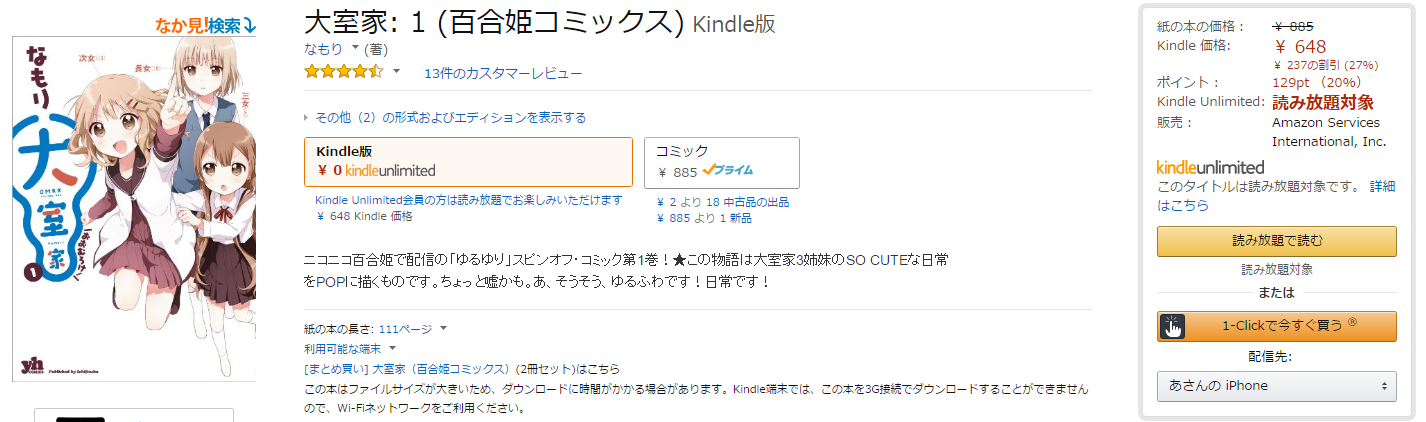 なか見!検索
なもり
次女
長女
三女
大室家
OMRK
1
yh
COMICS
Published by Ichijinsha
大室家: 1 (百合姫コミックス) Kindle版
なもり (著)
13件のカスタマーレビュー
その他（2）の形式およびエディションを表示する
Kindle版
￥ 0 kindleunlimited
Kindle Unlimited会員の方は読み放題でお楽しみいただけます
￥ 648 Kindle 価格
コミック
￥ 885 プライム
￥ 2 より 18 中古品の出品
￥ 885 より 1 新品
ニコニコ百合姫で配信の「ゆるゆり」スピンオフ・コミック第1巻！★この物語は大室家3姉妹のSO CUTEな日常
をPOPに描くものです。ちょっと嘘かも。あ、そうそう、ゆるふわです！日常です！
紙の本の長さ: 111ページ
利用可能な端末
[まとめ買い] 大室家（百合姫コミックス）(2冊セット)はこちら
この本はファイルサイズが大きいため、ダウンロードに時間がかかる場合があります。Kindle端末では、この本を3G接続でダウンロードすることができません
ので、Wi-Fiネットワークをご利用ください。
紙の本の価格： ￥ 885
Kindle 価格: ￥ 648
￥ 237の割引 (27%)
ポイント： 129pt （20%）
Kindle Unlimited: 読み放題対象
販売： Amazon Services
International, Inc.
kindleunlimited
このタイトルは読み放題対象です。 詳細
はこちら
読み放題で読む
読み放題対象
または
1-Clickで今すぐ買う ®
配信先:
あさんの iPhone